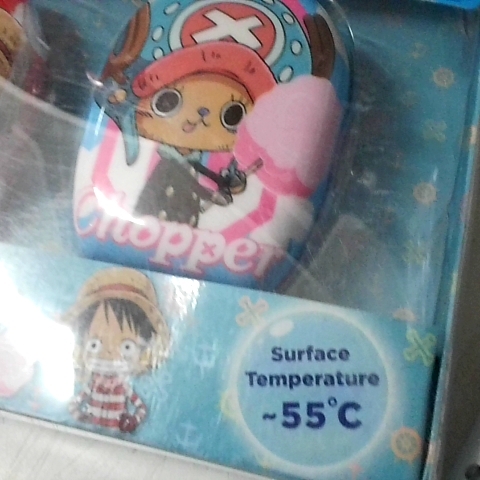 Chopper
Surface
Temperature
~55°C